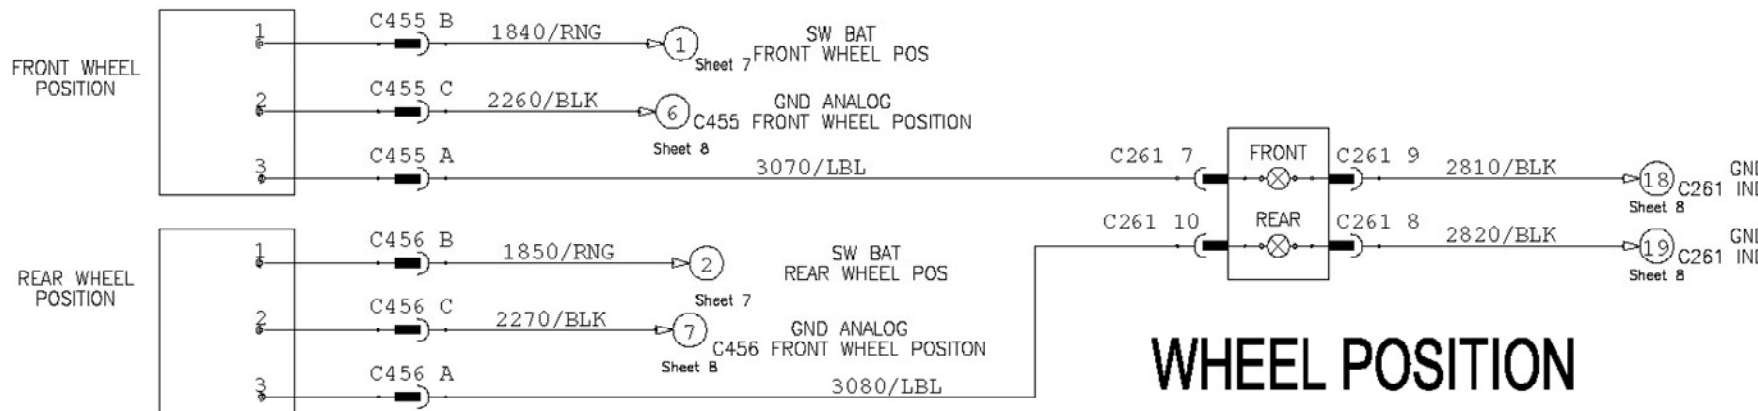 FRONT WHEEL
POSITION
1
C455 B
1840/RNG
1
Sheet 7
SW BAT
FRONT WHEEL POS
2
C455 C
2260/BLK
6
Sheet 8
GND ANALOG
C455 FRONT WHEEL POSITION
3
C455 A
3070/LBL
C261 7
FRONT
C261 9
2810/BLK
18
Sheet 8
C261
C261 10
REAR
C261 8
2820/BLK
19
Sheet 8
C261
REAR WHEEL
POSITION
1
C456 B
1850/RNG
2
Sheet 7
SW BAT
REAR WHEEL POS
2
C456 C
2270/BLK
7
Sheet 8
GND ANALOG
C456 FRONT WHEEL POSITON
3
C456 A
3080/LBL
WHEEL POSITION